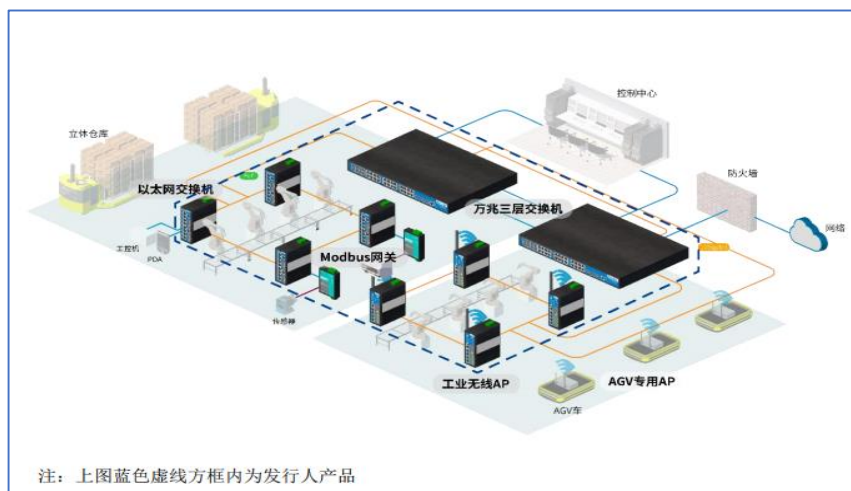 控制中心
立体仓库
防火墙
以太网交换机
万兆三层交换机
网络
工控机
PDA
Modbus网关
传感器
工业无线AP
AGV专用AP
AGV车
注：上图蓝色虚线方框内为发行人产品